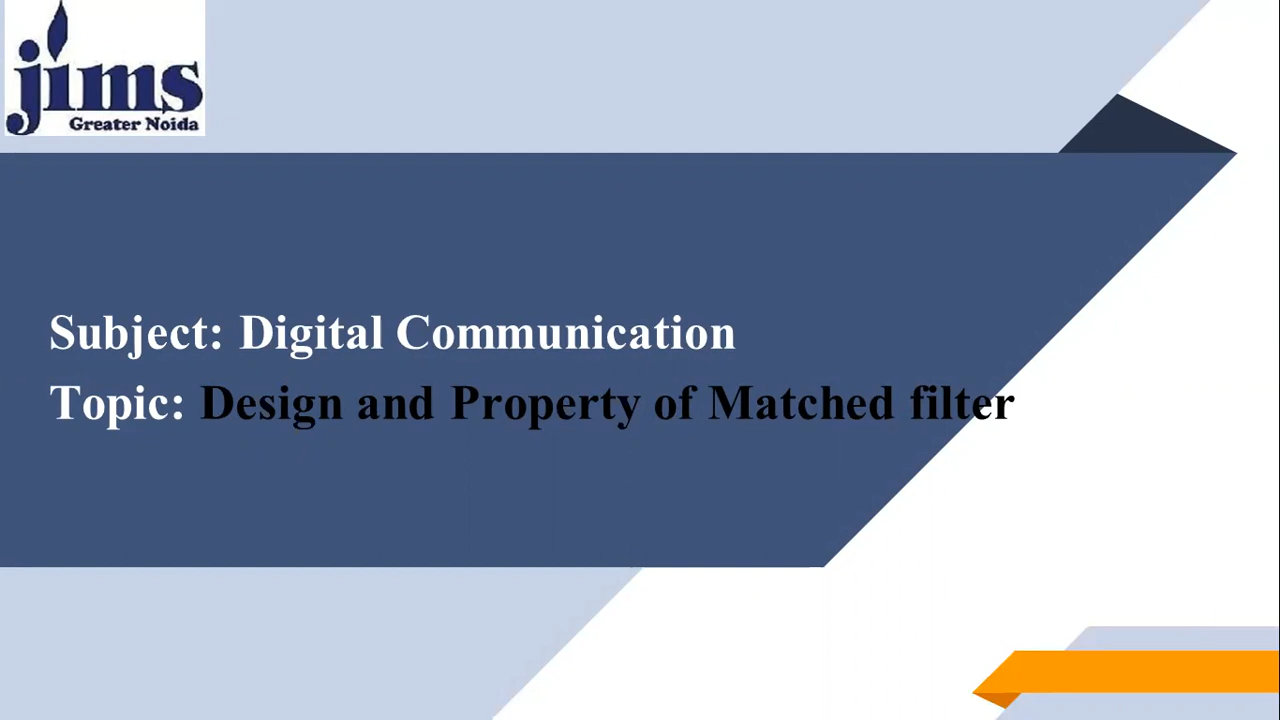 jims
Greater Noida
Subject: Digital Communication
Topic: Design and Property of Matched filter